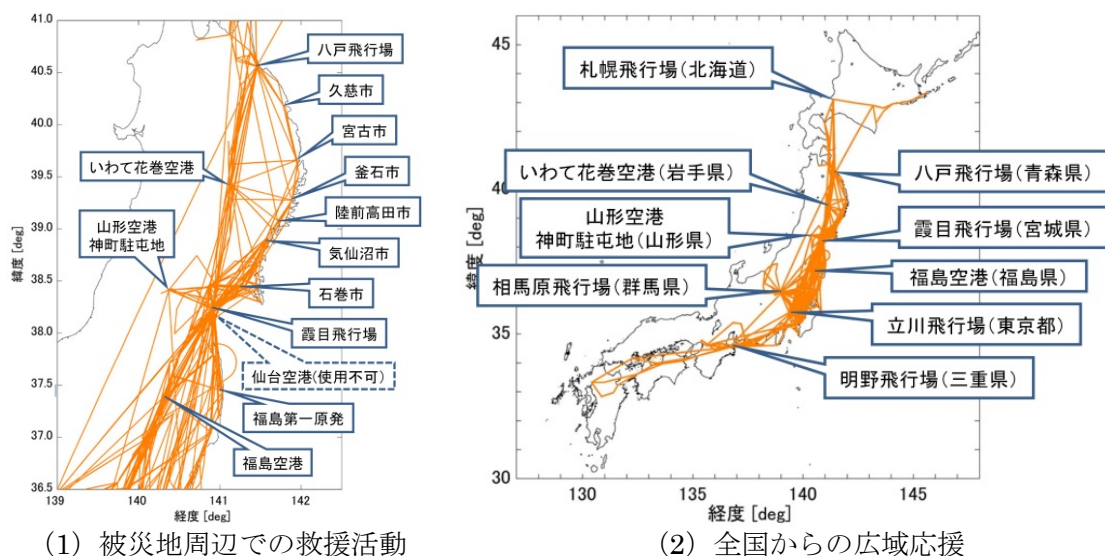 41.0
40.5
40.0
39.5
39.0
38.5
38.0
37.5
37.0
36.5
緯度 [deg]
139
140
141
142
経度 [deg]
八戸飛行場
久慈市
宮古市
いわて花巻空港
釜石市
陸前高田市
山形空港
神町駐屯地
気仙沼市
石巻市
霞目飛行場
仙台空港(使用不可)
福島第一原発
福島空港
(1) 被災地周辺での救援活動
45
40
35
30
緯度 [deg]
130
135
140
145
経度 [deg]
札幌飛行場(北海道)
いわて花巻空港(岩手県)
八戸飛行場(青森県)
山形空港
神町駐屯地(山形県)
霞目飛行場(宮城県)
福島空港(福島県)
相馬原飛行場(群馬県)
立川飛行場(東京都)
明野飛行場(三重県)
(2) 全国からの広域応援